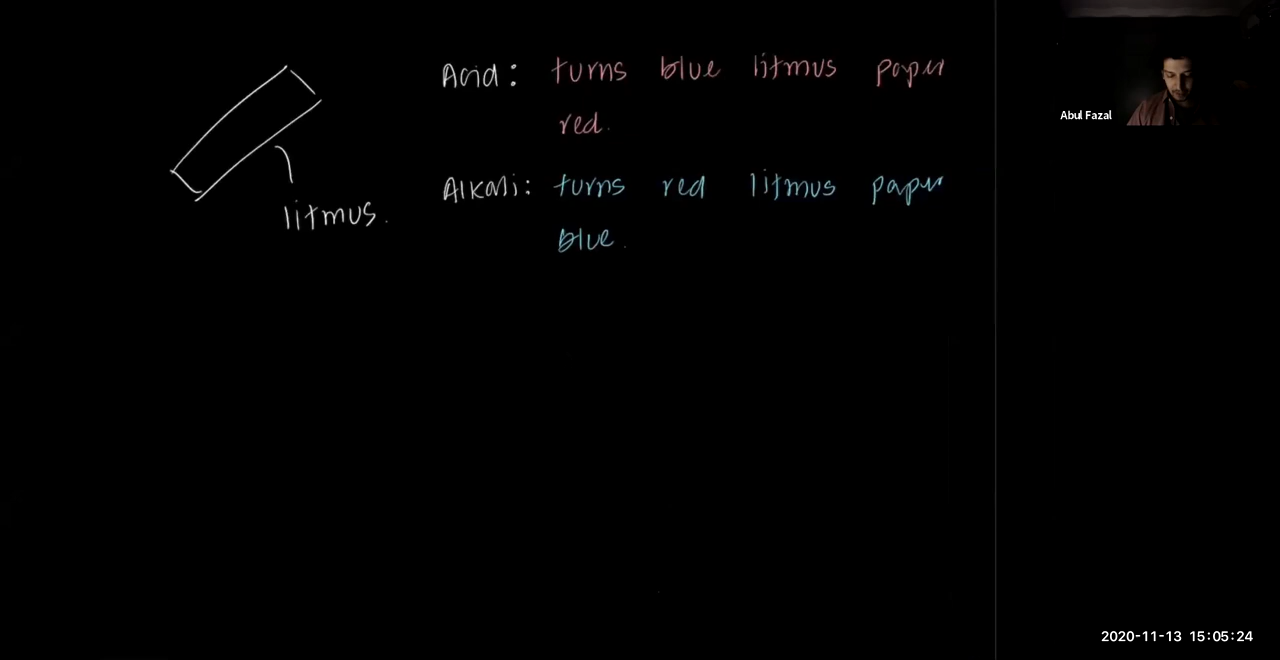 Acid: turns blue litmus paper
red.
Abul Fazal
Alkali: turns red litmus paper
litmus.
blue.
2020-11-13 15:05:24